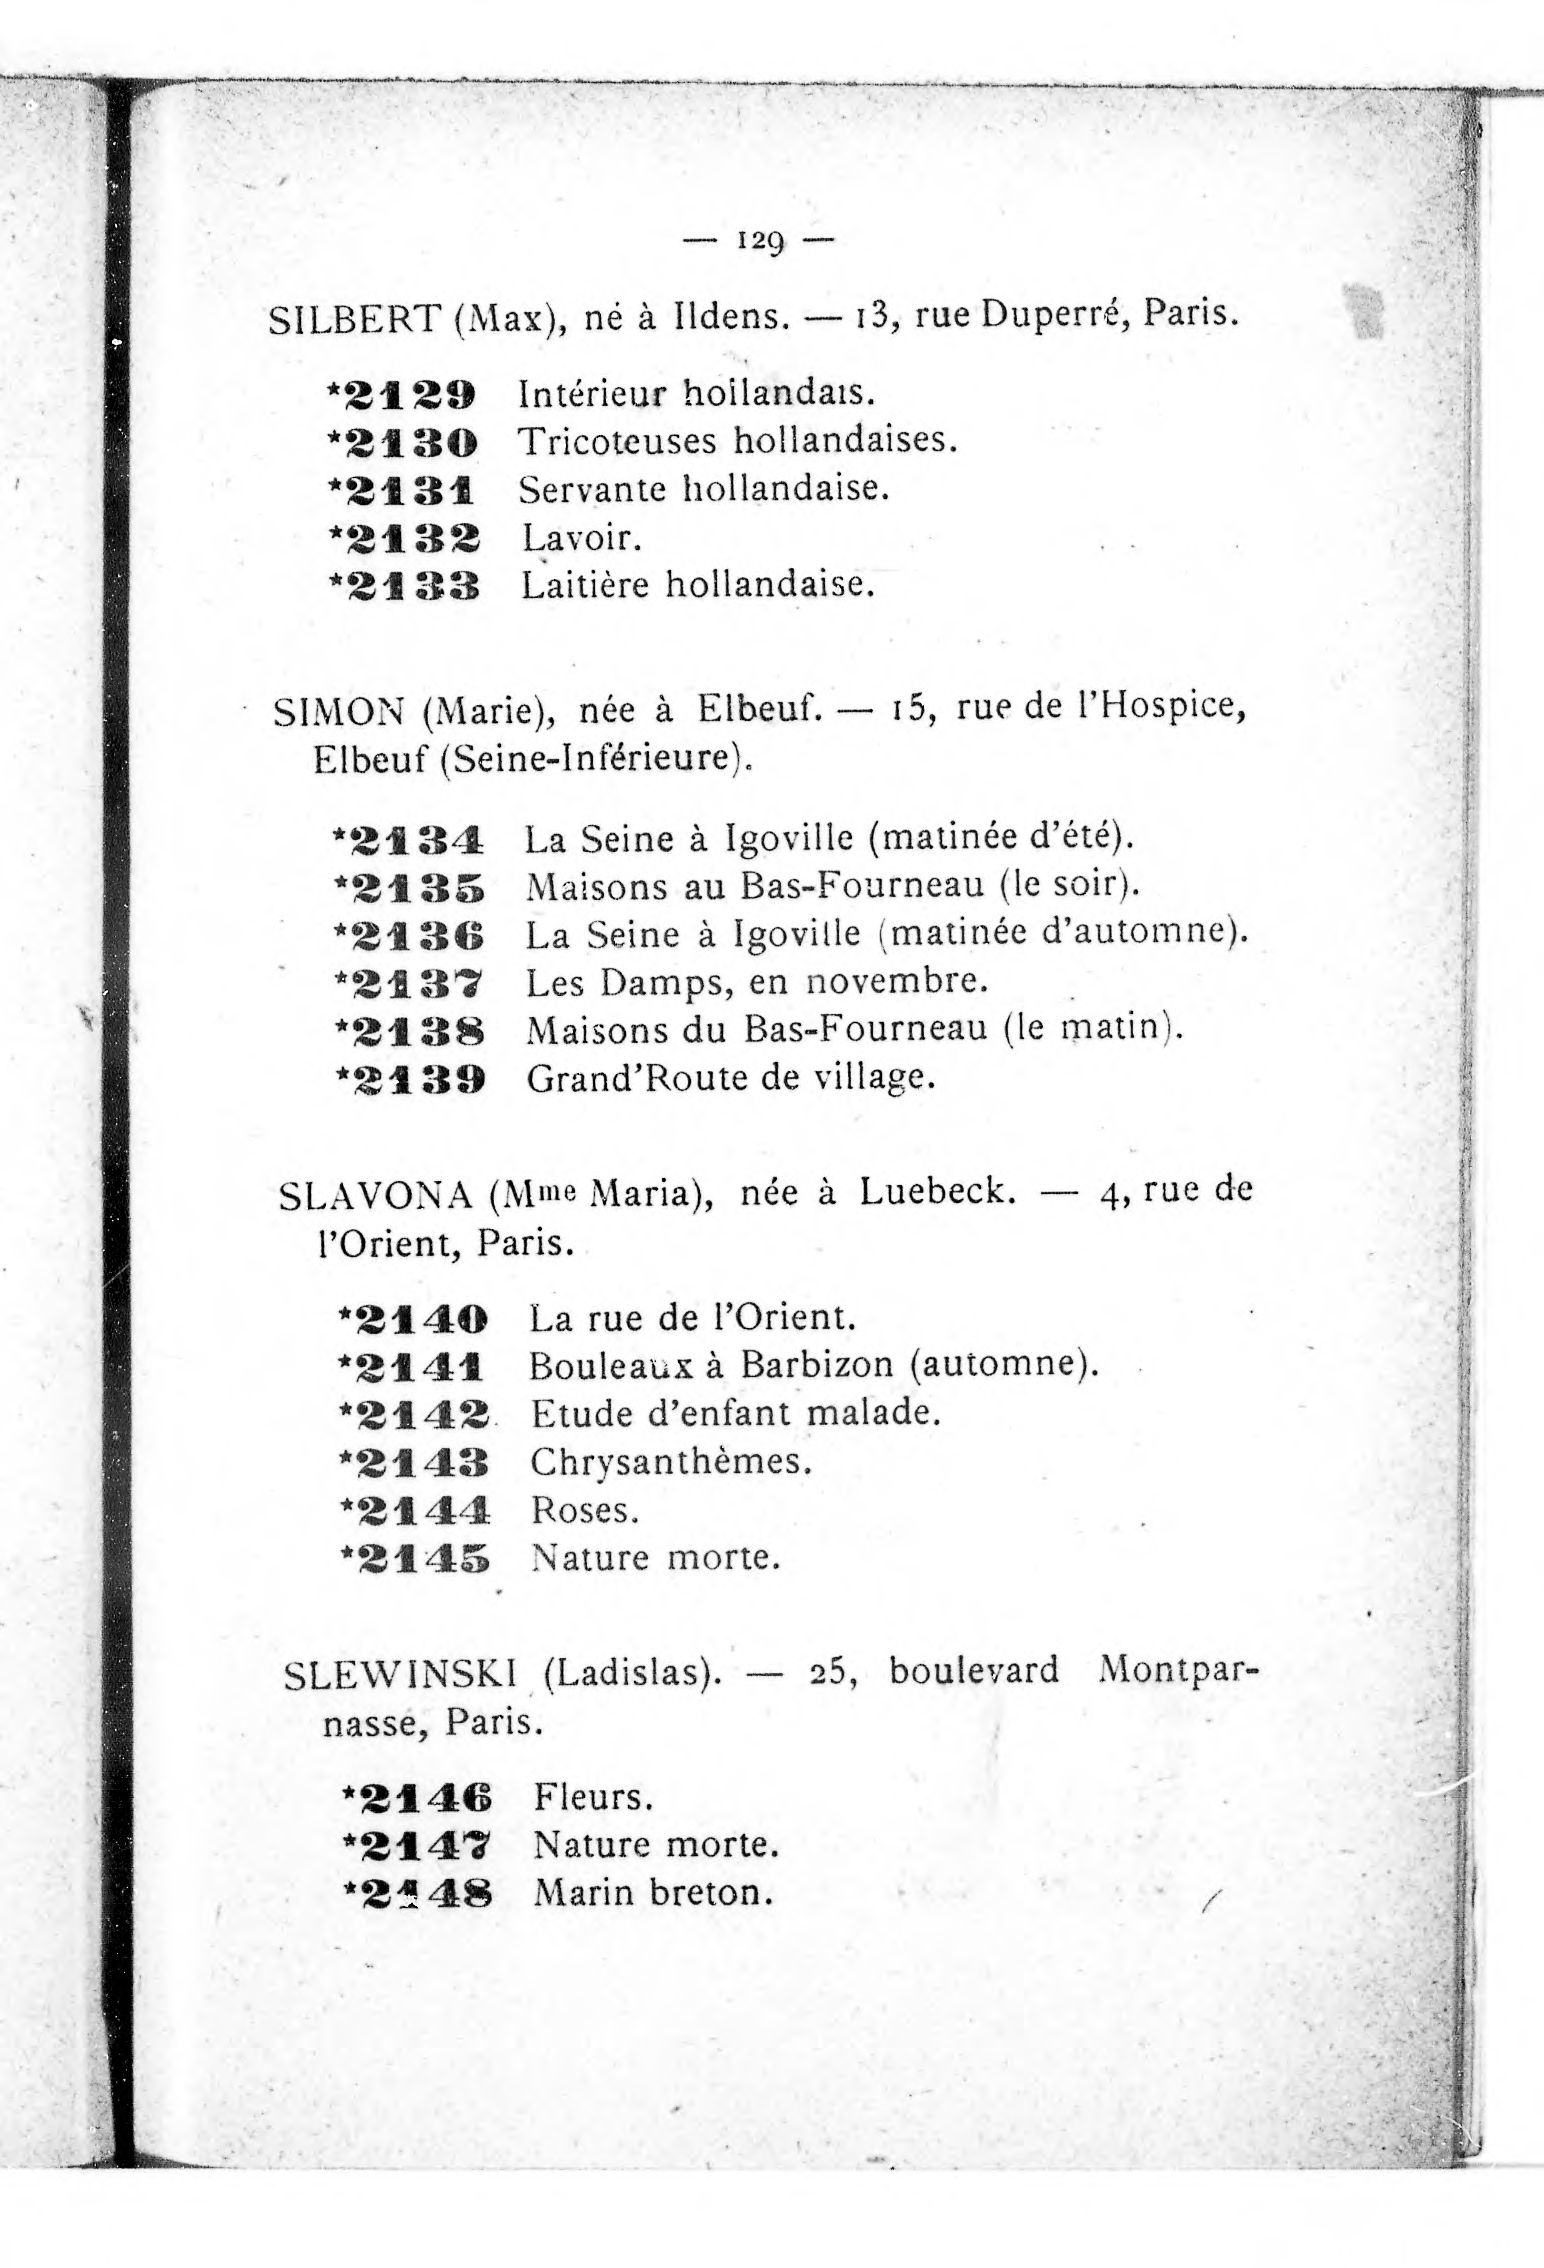 — 129 —
SILBERT (Max), né à Ildens. — 13, rue Duperré, Paris.
*2129 Intérieur hollandais.
*2130 Tricoteuses hollandaises.
*2131 Servante hollandaise.
*2132 Lavoir.
*2133 Laitière hollandaise.
SIMON (Marie), née à Elbeuf. — 15, rue de l'Hospice,
Elbeuf (Seine-Inférieure).
*2134 La Seine à Igoville (matinée d'été).
*2135 Maisons au Bas-Fourneau (le soir).
*2136 La Seine à Igoville (matinée d'automne).
*2137 Les Damps, en novembre.
*2138 Maisons du Bas-Fourneau (le matin).
*2139 Grand'Route de village.
SLAVONA (Mme Maria), née à Luebeck. — 4, rue de
l'Orient, Paris.
*2140 La rue de l'Orient.
*2141 Bouleaux à Barbizon (automne).
*2142 Etude d'enfant malade.
*2143 Chrysanthèmes.
*2144 Roses.
*2145 Nature morte.
SLEWINSKI (Ladislas). — 25, boulevard Montpar-
nasse, Paris.
*2146 Fleurs.
*2147 Nature morte.
*2148 Marin breton.